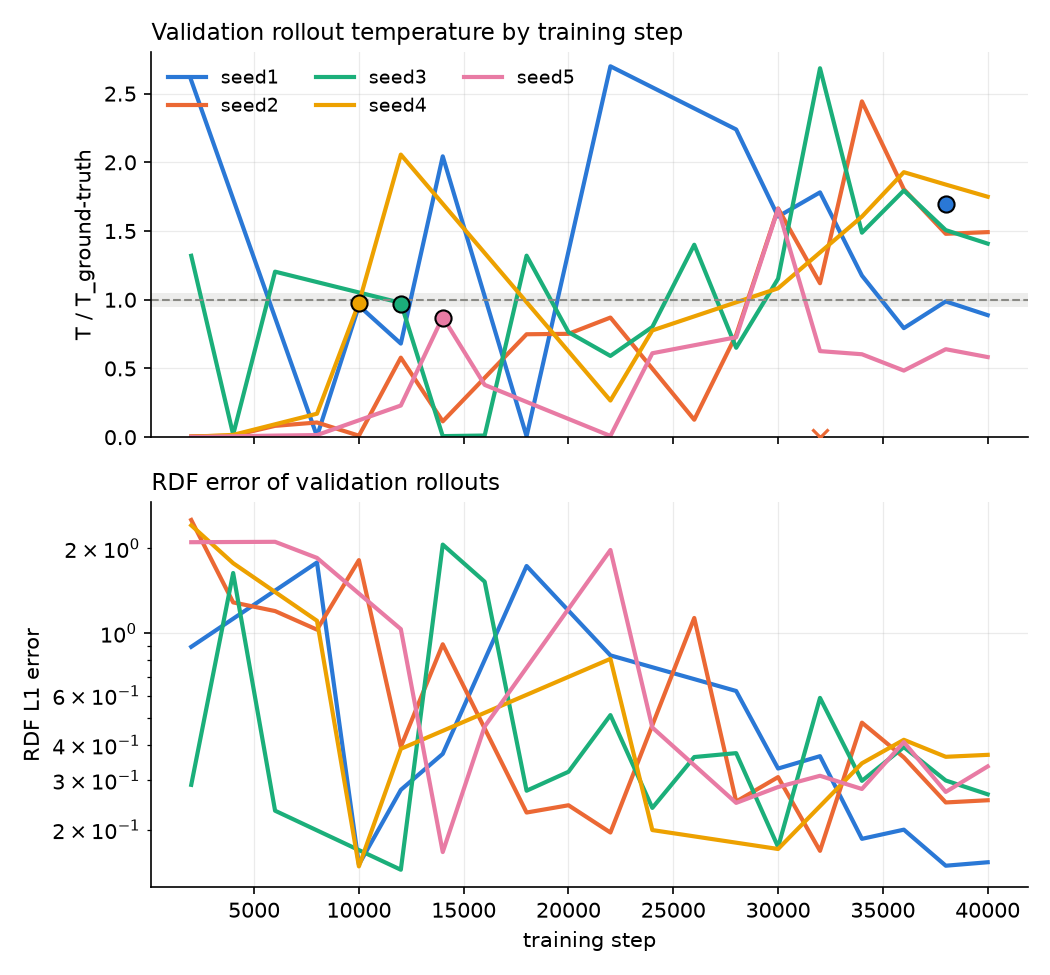 Validation rollout temperature by training step
seed1
seed2
seed3
seed4
seed5
T / T_ground-truth
2.5
2.0
1.5
1.0
0.5
0.0
RDF error of validation rollouts
RDF L1 error
2 × 10⁰
10⁰
6 × 10⁻¹
4 × 10⁻¹
3 × 10⁻¹
2 × 10⁻¹
5000 10000 15000 20000 25000 30000 35000 40000
training step